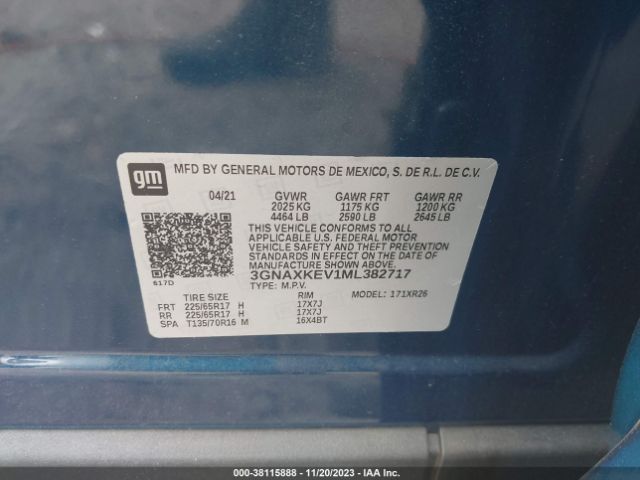 gm
MFD BY GENERAL MOTORS DE MEXICO, S. DE R.L. DE C.V.
04/21 GVWR GAWR FRT GAWR RR
2025 KG 1175 KG 1200 KG
4464 LB 2590 LB 2645 LB
THIS VEHICLE CONFORMS TO ALL
APPLICABLE U.S. FEDERAL MOTOR
VEHICLE SAFETY AND THEFT PREVENTION
STANDARDS IN EFFECT ON THE DATE OF
MANUFACTURE SHOWN ABOVE.
3GNAXKEV1ML382717
617D TYPE: M.P.V.
TIRE SIZE RIM MODEL: 171XR26
FRT 225/65R17 H 17X7J
RR 225/65R17 H 17X7J
SPA T135/70R16 M 16X4BT
000-38115888 - 11/20/2023 - IAA Inc.